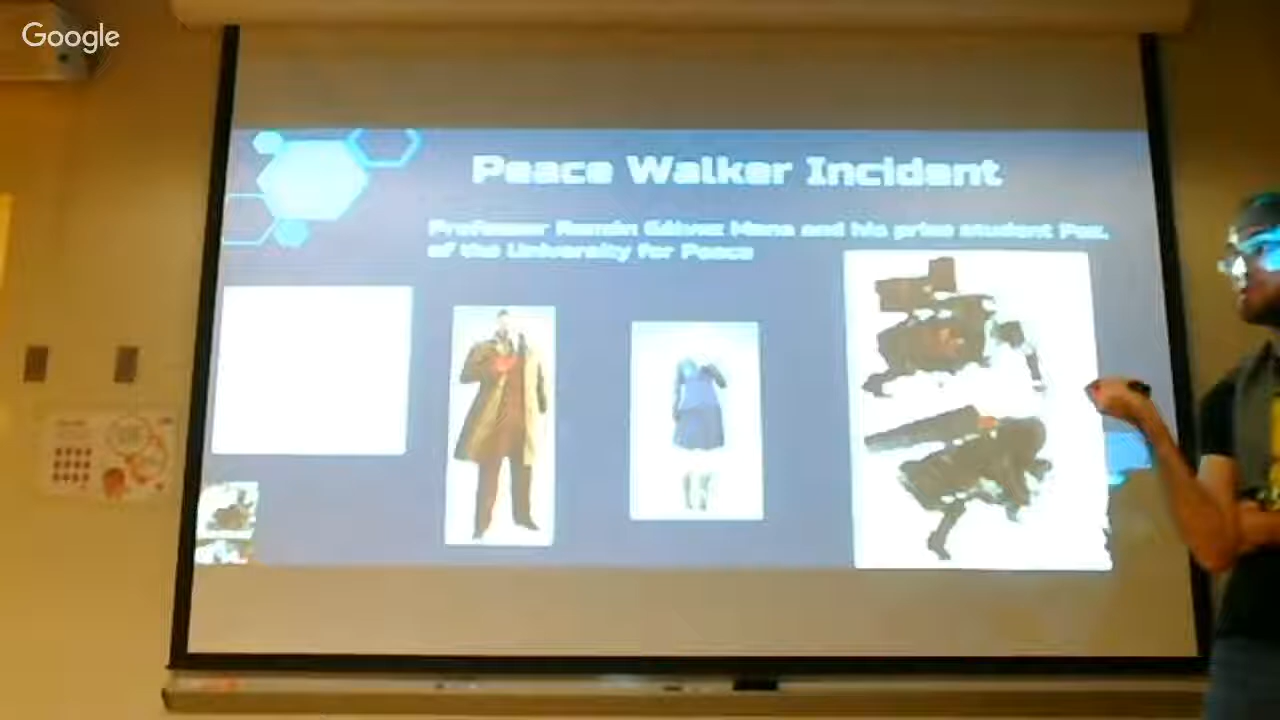 Google
Peace Walker Incident
Professor Ramón Gálvez Mena and his prize student Paz,
of the University for Peace